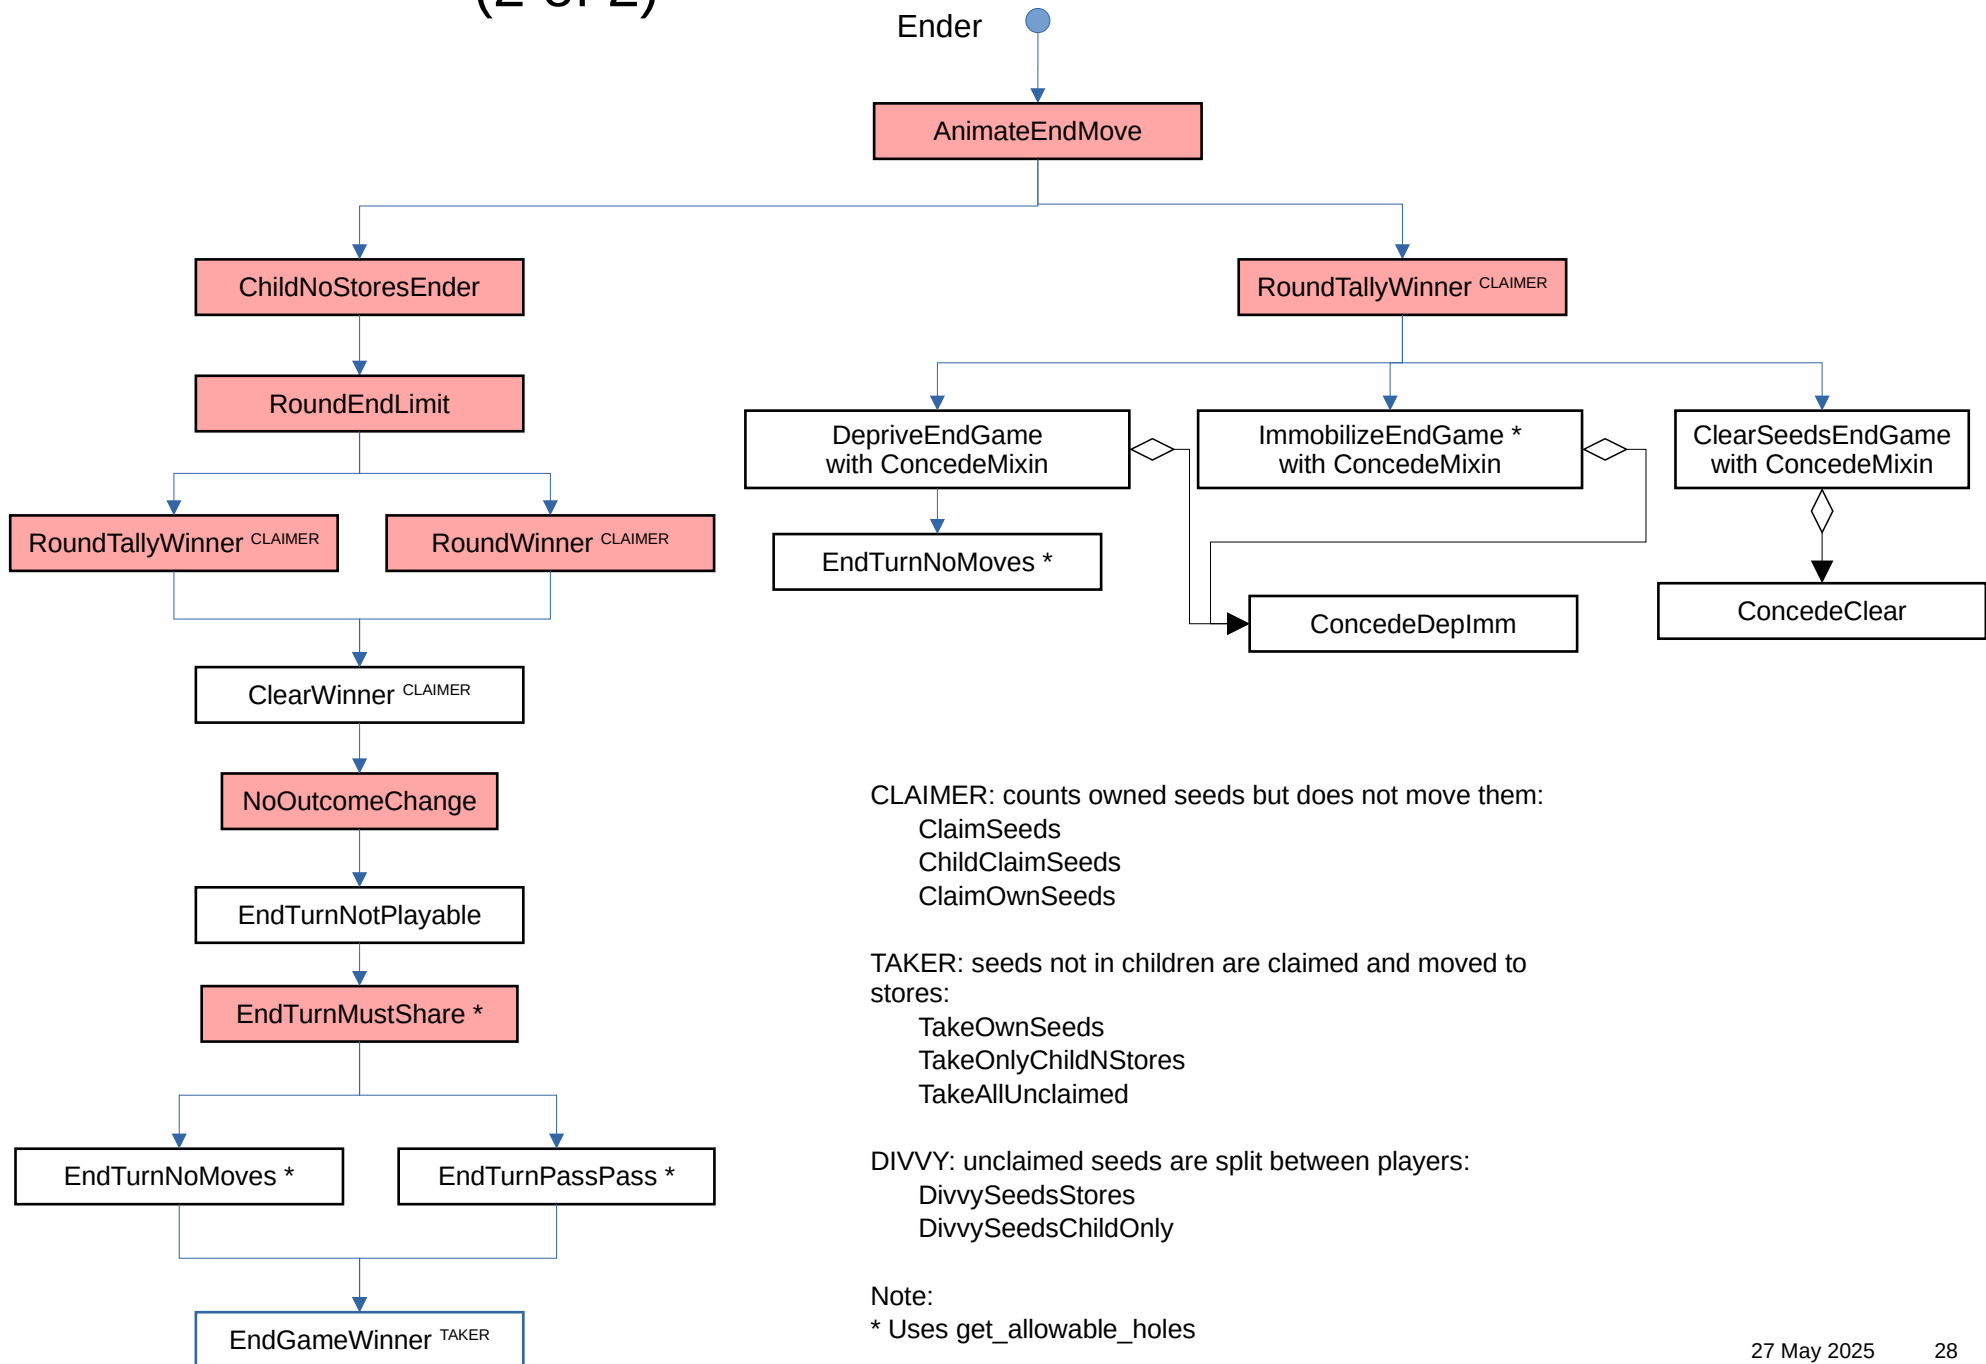 (2 of 2)
Ender
AnimateEndMove
ChildNoStoresEnder
RoundTallyWinner CLAIMER
RoundEndLimit
DepriveEndGame
with ConcedeMixin
ImmobilizeEndGame *
with ConcedeMixin
ClearSeedsEndGame
with ConcedeMixin
RoundTallyWinner CLAIMER
RoundWinner CLAIMER
EndTurnNoMoves *
ConcedeDepImm
ConcedeClear
ClearWinner CLAIMER
NoOutcomeChange
EndTurnNotPlayable
EndTurnMustShare *
EndTurnNoMoves *
EndTurnPassPass *
EndGameWinner TAKER
CLAIMER: counts owned seeds but does not move them:
ClaimSeeds
ChildClaimSeeds
ClaimOwnSeeds
TAKER: seeds not in children are claimed and moved to
stores:
TakeOwnSeeds
TakeOnlyChildNStores
TakeAllUnclaimed
DIVVY: unclaimed seeds are split between players:
DivvySeedsStores
DivvySeedsChildOnly
Note:
* Uses get_allowable_holes
27 May 2025
28